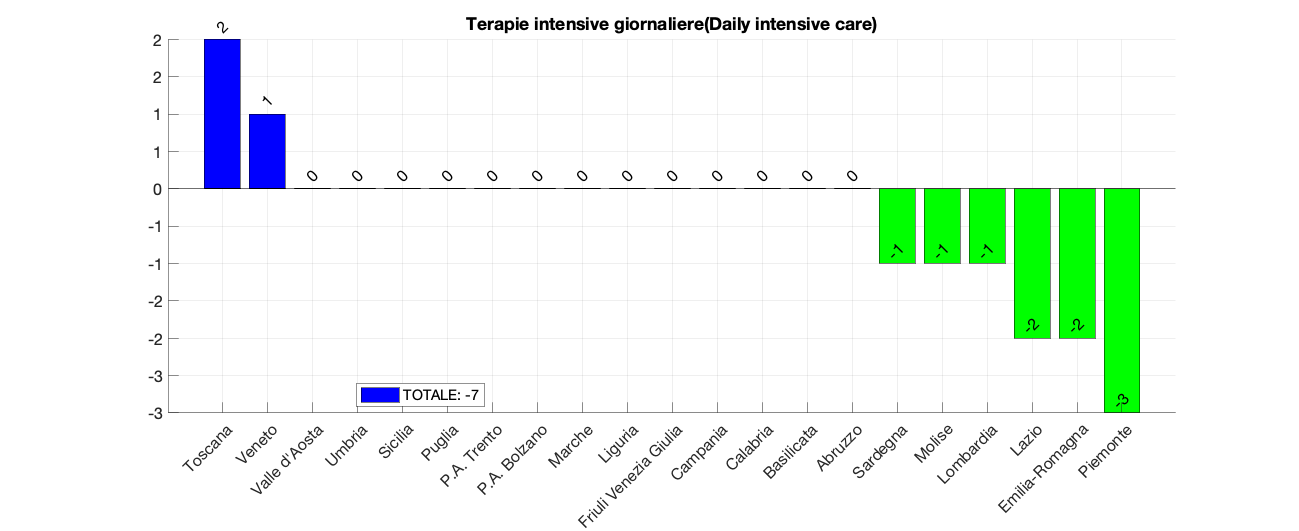 Terapie intensive giornaliere(Daily intensive care)
2
2
1
1
0
-1
-1
-2
-2
-3
-3
2
1
0
0
0
0
0
0
0
0
0
0
0
0
0
-1
-1
-1
-2
-2
-3
TOTALE: -7
Toscana
Veneto
Valle d'Aosta
Umbria
Sicilia
Puglia
P.A. Trento
P.A. Bolzano
Marche
Liguria
Friuli Venezia Giulia
Campania
Calabria
Basilicata
Abruzzo
Sardegna
Molise
Lombardia
Lazio
Emilia-Romagna
Piemonte